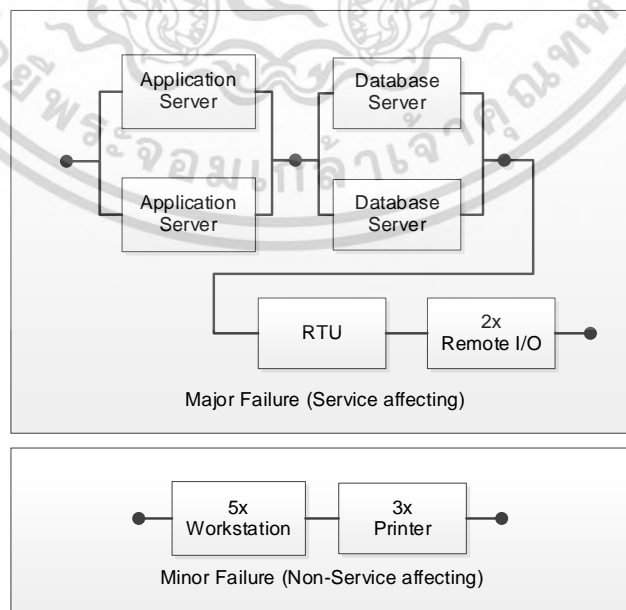 Application
Server
Database
Server
Application
Server
Database
Server
RTU
2x
Remote I/O
Major Failure (Service affecting)
5x
Workstation
3x
Printer
Minor Failure (Non-Service affecting)